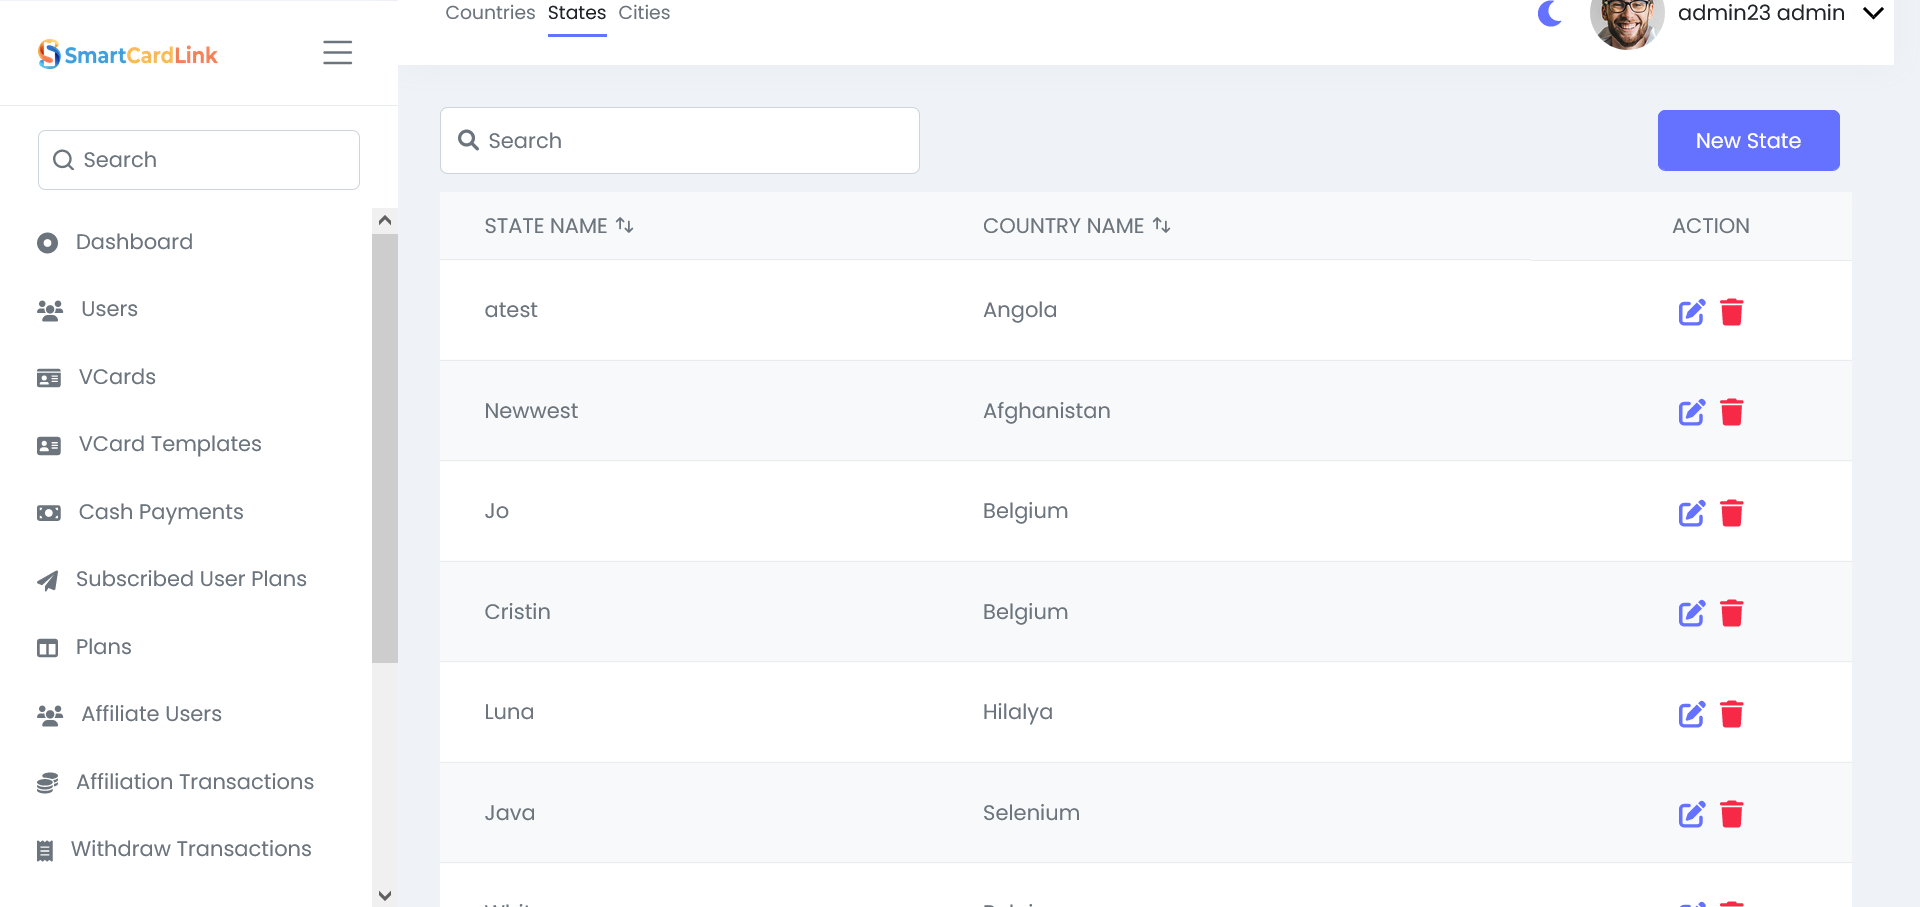 Countries States Cities
admin23 admin
SmartCardLink
Search
Dashboard
Users
VCards
VCard Templates
Cash Payments
Subscribed User Plans
Plans
Affiliate Users
Affiliation Transactions
Withdraw Transactions
Search
New State
STATE NAME COUNTRY NAME ACTION
atest Angola
Newwest Afghanistan
Jo Belgium
Cristin Belgium
Luna Hilalya
Java Selenium